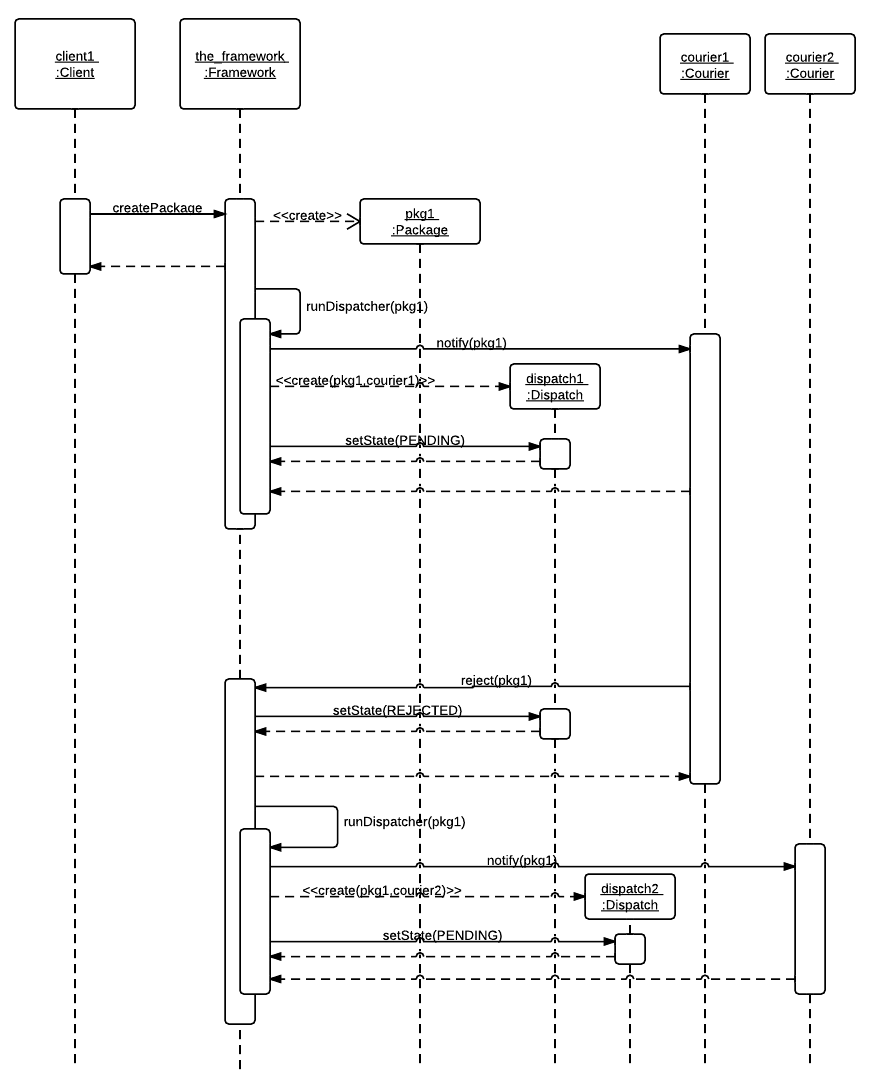 client1
:Client
the_framework
:Framework
courier1
:Courier
courier2
:Courier
createPackage
<<create>>
pkg1
:Package
runDispatcher(pkg1)
notify(pkg1)
<<create(pkg1,courier1)>>
dispatch1
:Dispatch
setState(PENDING)
reject(pkg1)
setState(REJECTED)
runDispatcher(pkg1)
notify(pkg1)
<<create(pkg1,courier2)>>
dispatch2
:Dispatch
setState(PENDING)